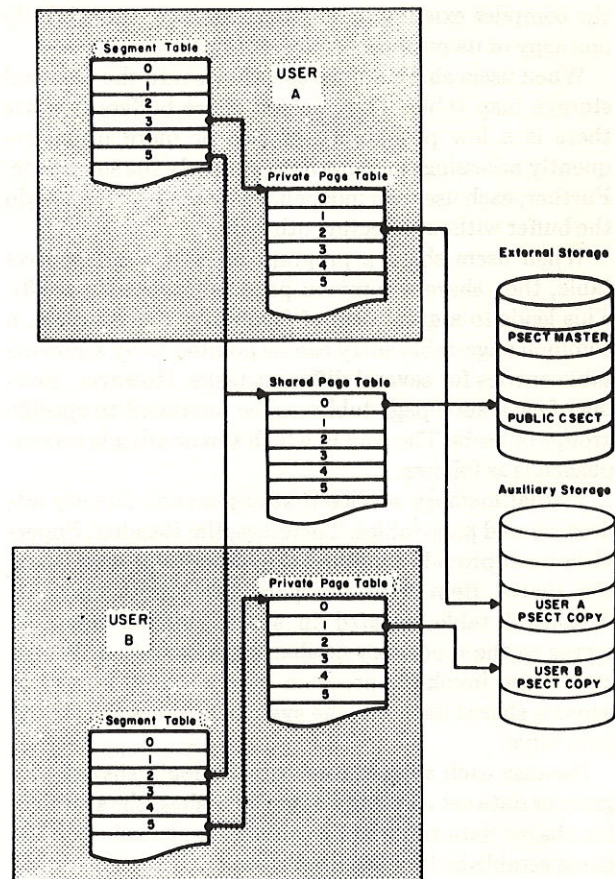 Segment Table
0
1
2
3
4
5
USER
A
Private Page Table
0
1
2
3
4
5
External Storage
PSECT MASTER
PUBLIC CSECT
Shared Page Table
0
1
2
3
4
5
Auxiliary Storage
USER A
PSECT COPY
USER B
PSECT COPY
Private Page Table
0
1
2
3
4
5
USER
B
Segment Table
0
1
2
3
4
5